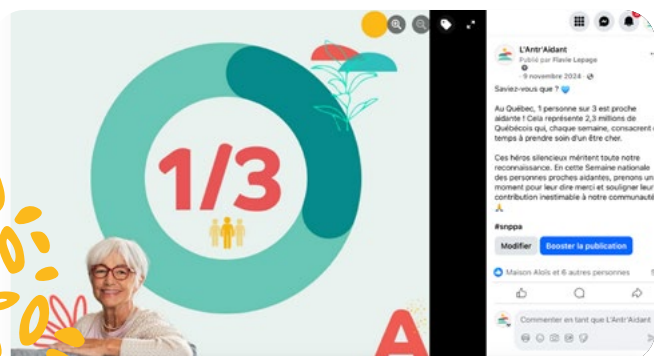 1/3
A
L'Antr'Aidant
Publié par Flavie Lepage
· 9 novembre 2024 ·
Saviez-vous que ?
Au Québec, 1 personne sur 3 est proche
aidante ! Cela représente 2,3 millions de
Québécois qui, chaque semaine, consacrent
temps à prendre soin d'un être cher.
Ces héros silencieux méritent toute notre
reconnaissance. En cette Semaine nationale
des personnes proches aidantes, prenons un
moment pour leur dire merci et souligner leur
contribution inestimable à notre communauté
#snppa
Modifier
Booster la publication
Maison Aloïs et 6 autres personnes
Commenter en tant que L'Antr'Aidant